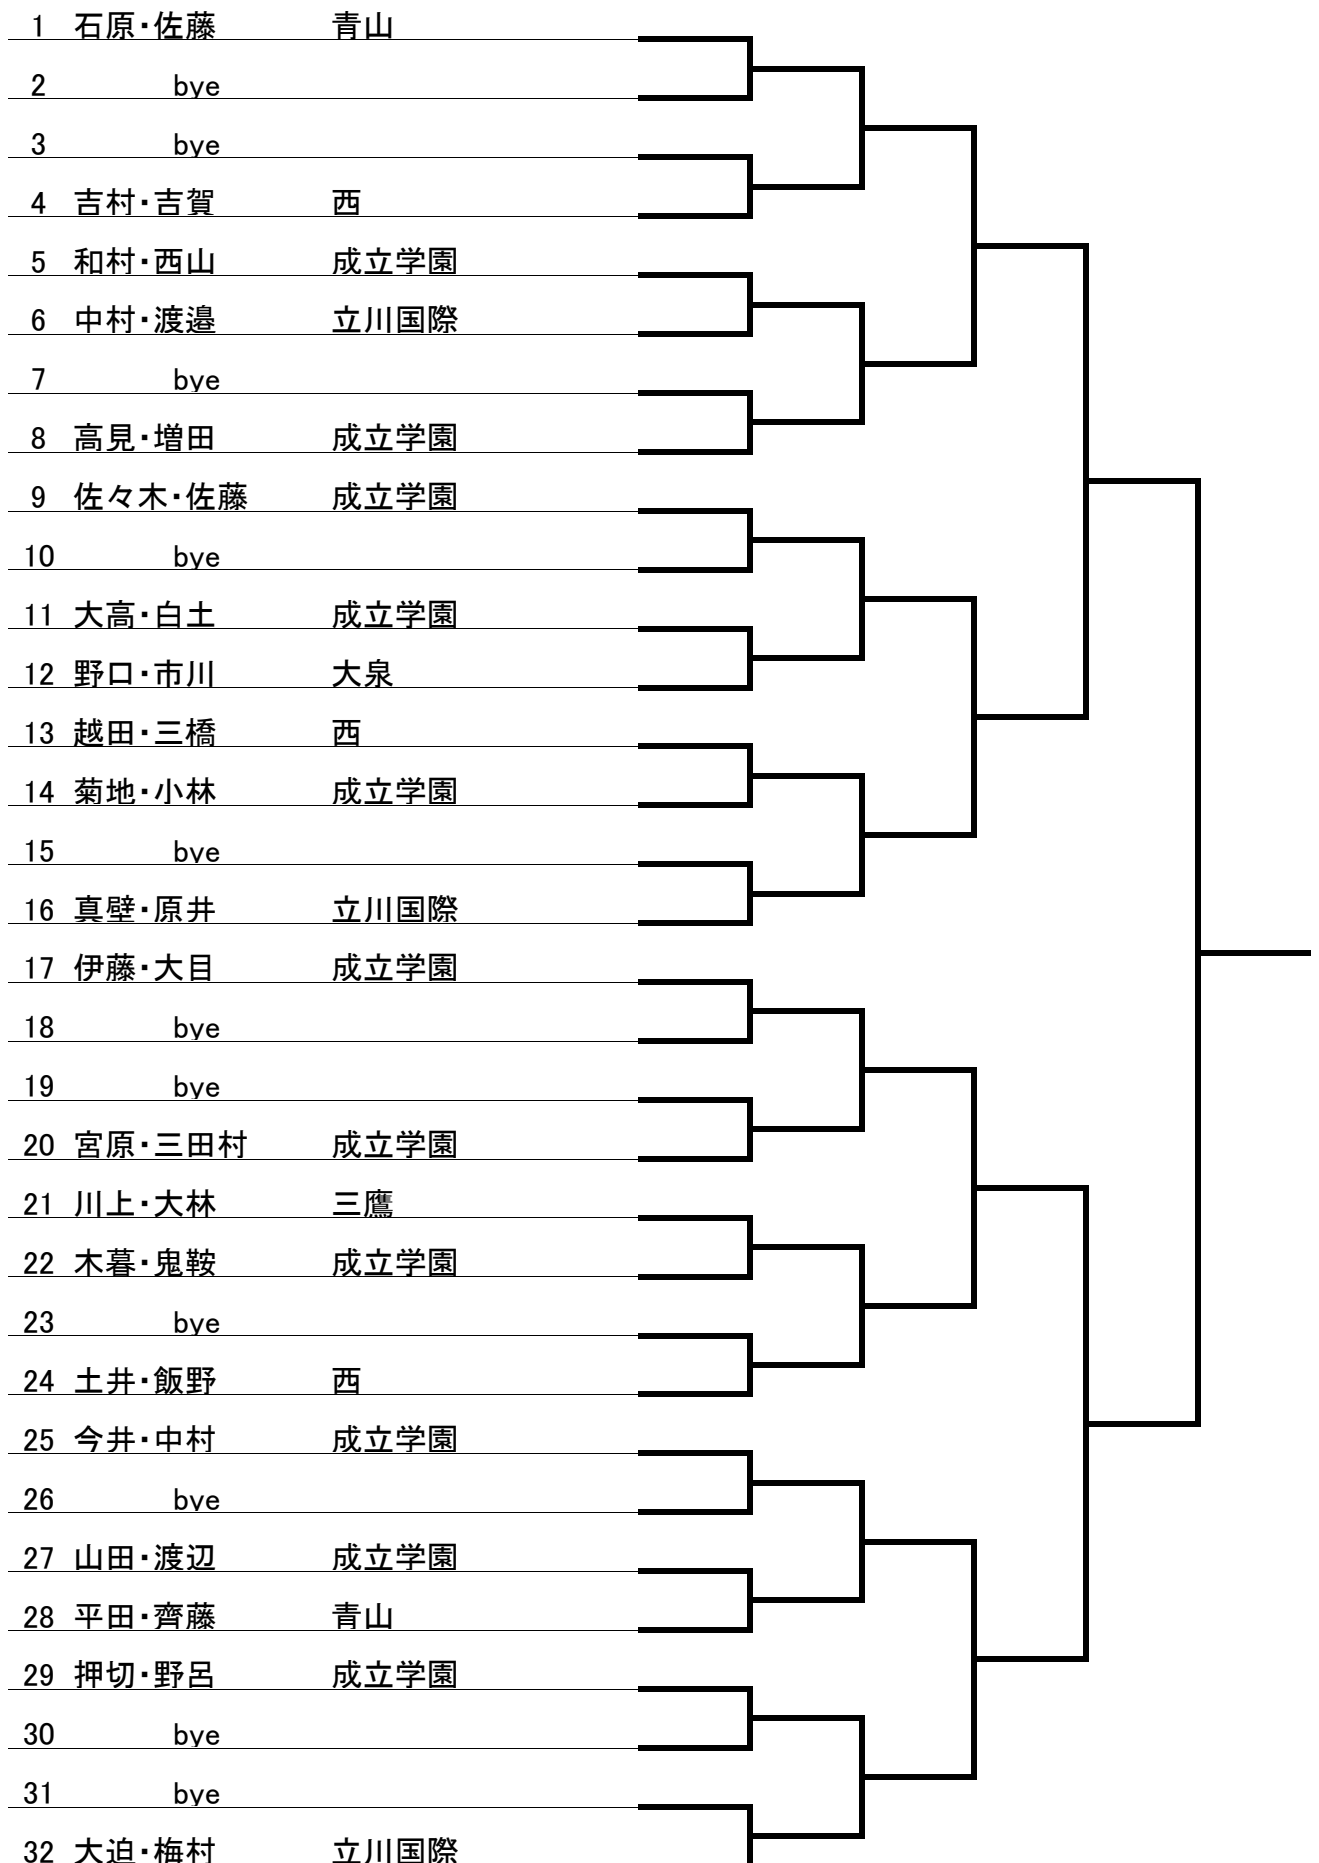 1 石原・佐藤 青山
2 bye
3 bye
4 吉村・吉賀 西
5 和村・西山 成立学園
6 中村・渡邉 立川国際
7 bye
8 高見・増田 成立学園
9 佐々木・佐藤 成立学園
10 bye
11 大高・白土 成立学園
12 野口・市川 大泉
13 越田・三橋 西
14 菊地・小林 成立学園
15 bye
16 真壁・原井 立川国際
17 伊藤・大目 成立学園
18 bye
19 bye
20 宮原・三田村 成立学園
21 川上・大林 三鷹
22 木暮・鬼鞍 成立学園
23 bye
24 土井・飯野 西
25 今井・中村 成立学園
26 bye
27 山田・渡辺 成立学園
28 平田・齊藤 青山
29 押切・野呂 成立学園
30 bye
31 bye
32 大迫・梅村 立川国際